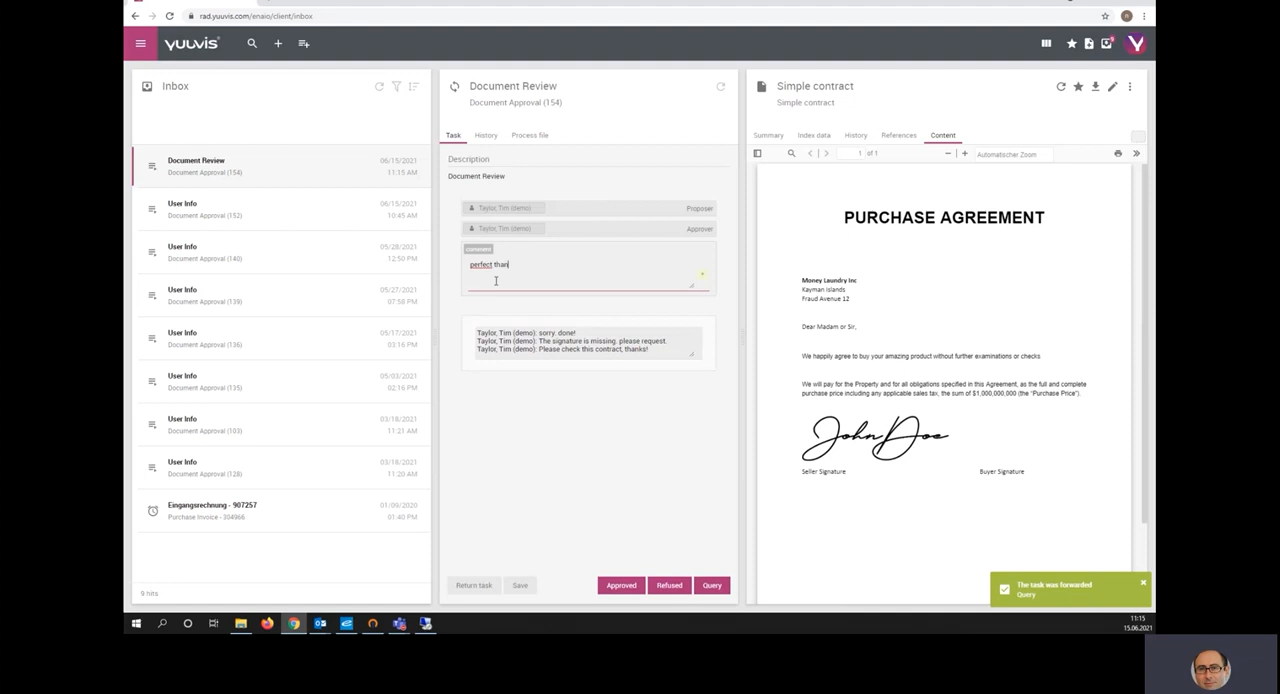 rad.yuuvis.com/enaio/client/inbox
yuuvis
Inbox
Document Review
Document Approval (154)
06/15/2021
11:15 AM
User Info
Document Approval (152)
06/15/2021
10:45 AM
User Info
Document Approval (140)
05/28/2021
12:50 PM
User Info
Document Approval (139)
05/27/2021
07:58 PM
User Info
Document Approval (136)
05/17/2021
03:16 PM
User Info
Document Approval (135)
05/03/2021
02:16 PM
User Info
Document Approval (103)
03/18/2021
11:21 AM
User Info
Document Approval (128)
03/18/2021
11:20 AM
Eingangsrechnung - 907257
Purchase Invoice - 304966
01/09/2020
01:40 PM
9 hits
Document Review
Document Approval (154)
Task History Process file
Description
Document Review
Taylor, Tim (demo) Proposer
Taylor, Tim (demo) Approver
comment
perfect than
Taylor, Tim (demo): sorry. done!
Taylor, Tim (demo): The signature is missing. please request.
Taylor, Tim (demo): Please check this contract, thanks!
Return task Save Approved Refused Query
Simple contract
Simple contract
Summary Index data History References Content
1 of 1 Automatischer Zoom
PURCHASE AGREEMENT
Money Laundry Inc
Kayman Islands
Fraud Avenue 12
Dear Madam or Sir,
We happily agree to buy your amazing product without further examinations or checks
We will pay for the Property and for all obligations specified in this Agreement, as the full and complete
purchase price including any applicable sales tax, the sum of $1,000,000,000 (the "Purchase Price").
John Doe
Seller Signature Buyer Signature
The task was forwarded
Query
11:15
15.06.2021